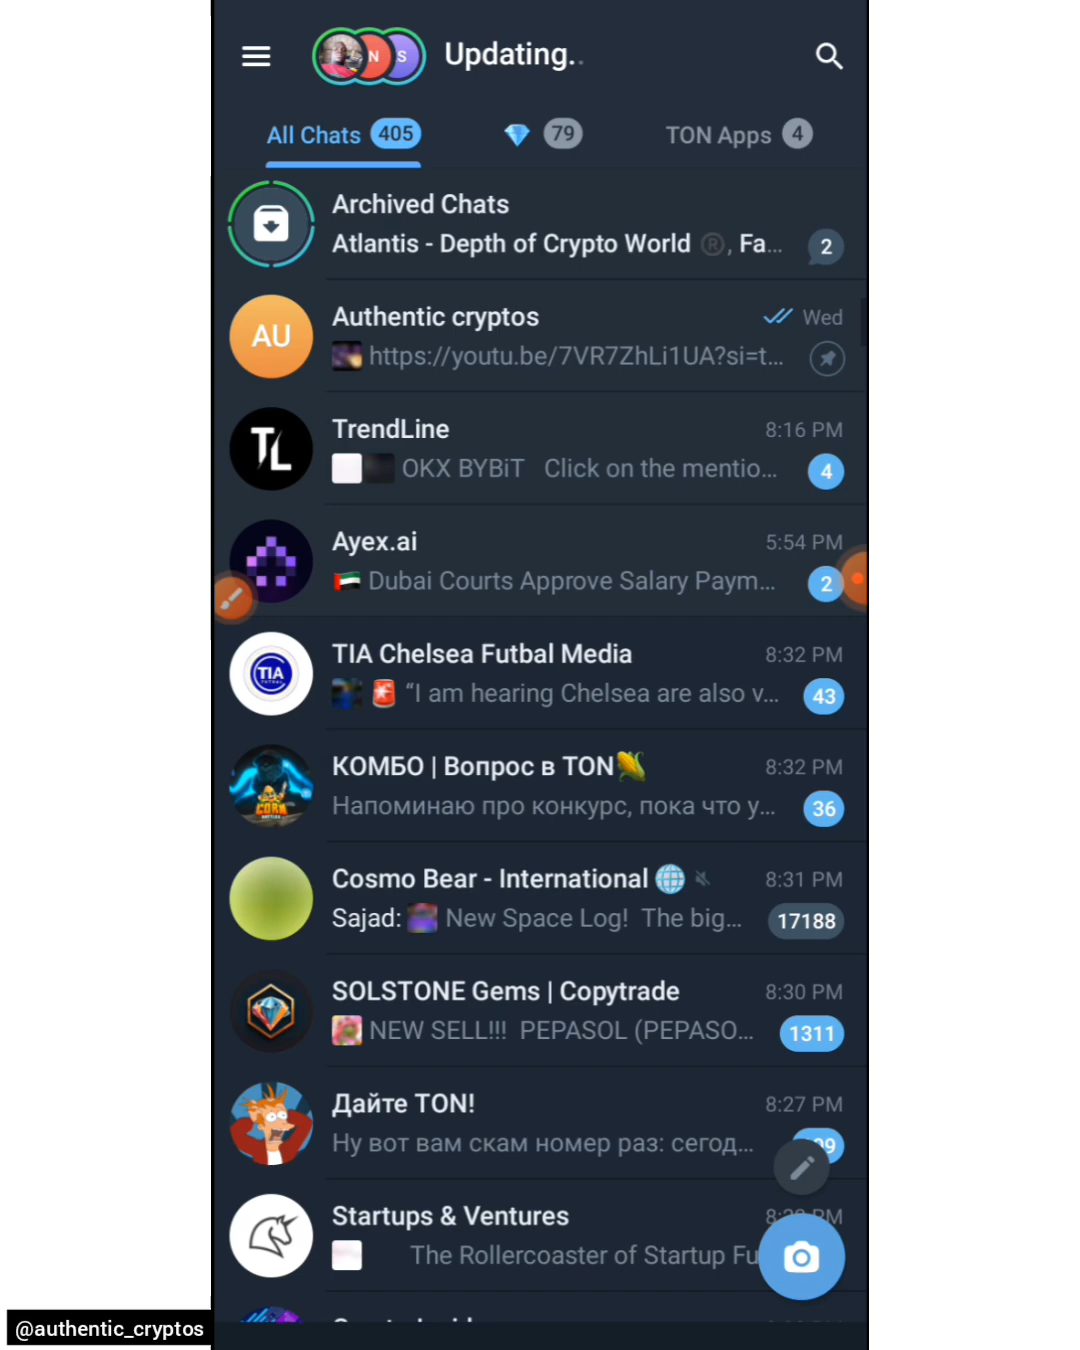 N S Updating..
All Chats 405 79 TON Apps 4
Archived Chats
Atlantis - Depth of Crypto World ®, Fa... 2
AU Authentic cryptos Wed
https://youtu.be/7VR7ZhLi1UA?si=t...
TL TrendLine 8:16 PM
OKX BYBiT Click on the mentio... 4
Ayex.ai 5:54 PM
Dubai Courts Approve Salary Paym... 2
TIA Chelsea Futbal Media 8:32 PM
TIA “I am hearing Chelsea are also v... 43
КОМБО | Вопрос в TON 8:32 PM
CORN Напоминаю про конкурс, пока что у... 36
Cosmo Bear - International 8:31 PM
Sajad: New Space Log! The big... 17188
SOLSTONE Gems | Copytrade 8:30 PM
NEW SELL!!! PEPASOL (PEPASO... 1311
Дайте TON! 8:27 PM
Ну вот вам скам номер раз: сегод...
Startups & Ventures
The Rollercoaster of Startup Fu
@authentic_cryptos